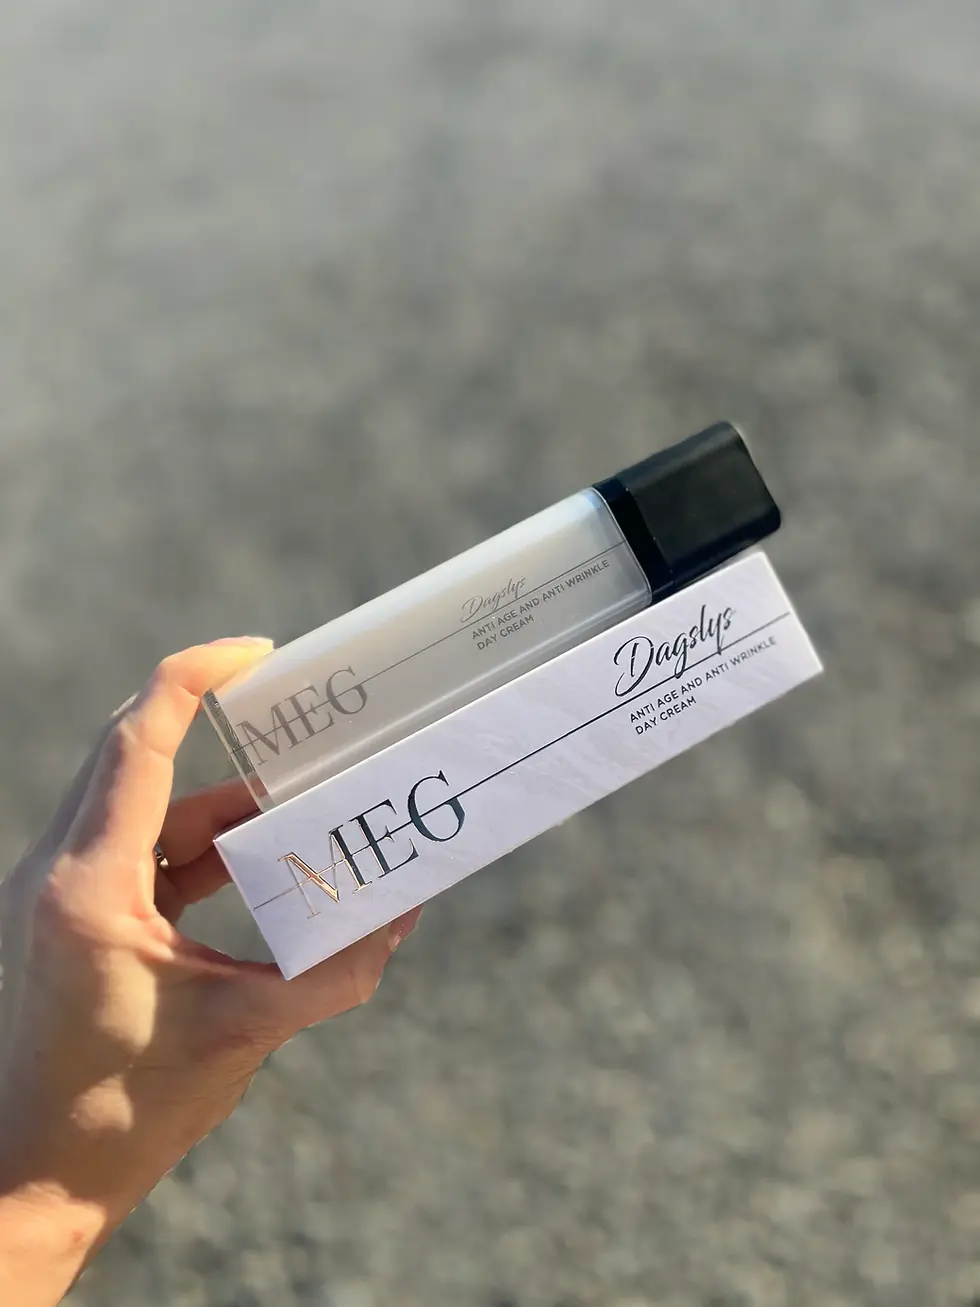 Dagslys
ANTI AGE AND ANTI WRINKLE
DAY CREAM
MEG
Dagslys
ANTI AGE AND ANTI WRINKLE
DAY CREAM
MEG